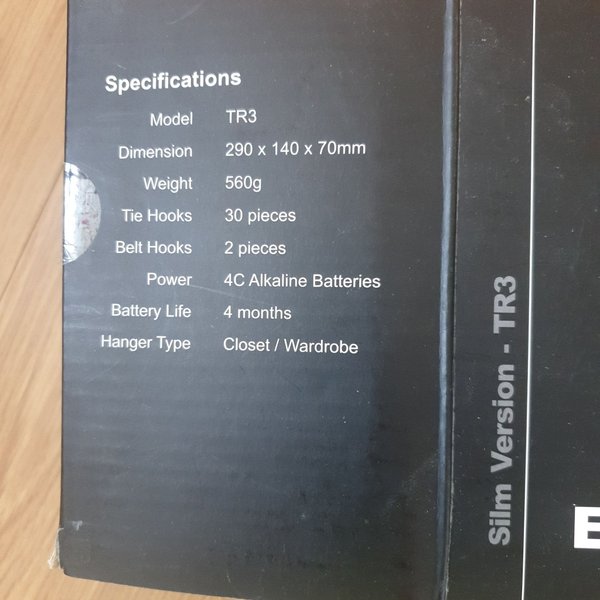 Specifications
Model TR3
Dimension 290 x 140 x 70mm
Weight 560g
Tie Hooks 30 pieces
Belt Hooks 2 pieces
Power 4C Alkaline Batteries
Battery Life 4 months
Hanger Type Closet / Wardrobe
Silm Version - TR3